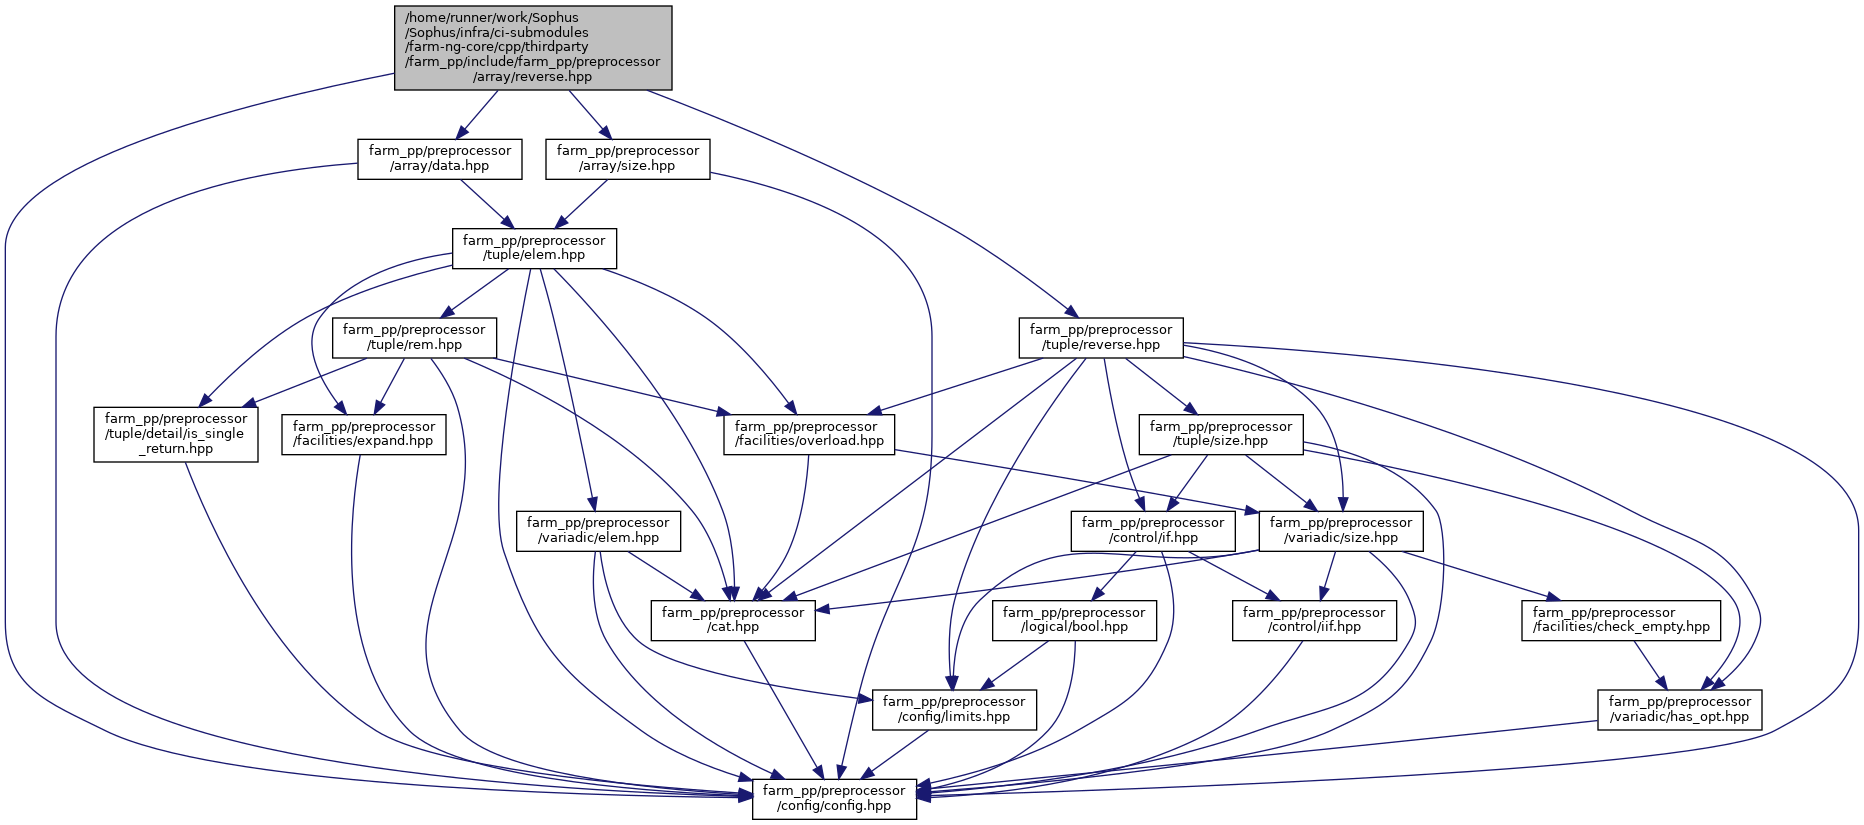 /home/runner/work/Sophus
/Sophus/infra/ci-submodules
/farm-ng-core/cpp/thirdparty
/farm_pp/include/farm_pp/preprocessor
/array/reverse.hpp
farm_pp/preprocessor
/array/data.hpp
farm_pp/preprocessor
/array/size.hpp
farm_pp/preprocessor
/tuple/elem.hpp
farm_pp/preprocessor
/tuple/rem.hpp
farm_pp/preprocessor
/tuple/reverse.hpp
farm_pp/preprocessor
/tuple/detail/is_single
_return.hpp
farm_pp/preprocessor
/facilities/expand.hpp
farm_pp/preprocessor
/facilities/overload.hpp
farm_pp/preprocessor
/tuple/size.hpp
farm_pp/preprocessor
/variadic/elem.hpp
farm_pp/preprocessor
/control/if.hpp
farm_pp/preprocessor
/variadic/size.hpp
farm_pp/preprocessor
/cat.hpp
farm_pp/preprocessor
/logical/bool.hpp
farm_pp/preprocessor
/control/iif.hpp
farm_pp/preprocessor
/facilities/check_empty.hpp
farm_pp/preprocessor
/config/limits.hpp
farm_pp/preprocessor
/variadic/has_opt.hpp
farm_pp/preprocessor
/config/config.hpp